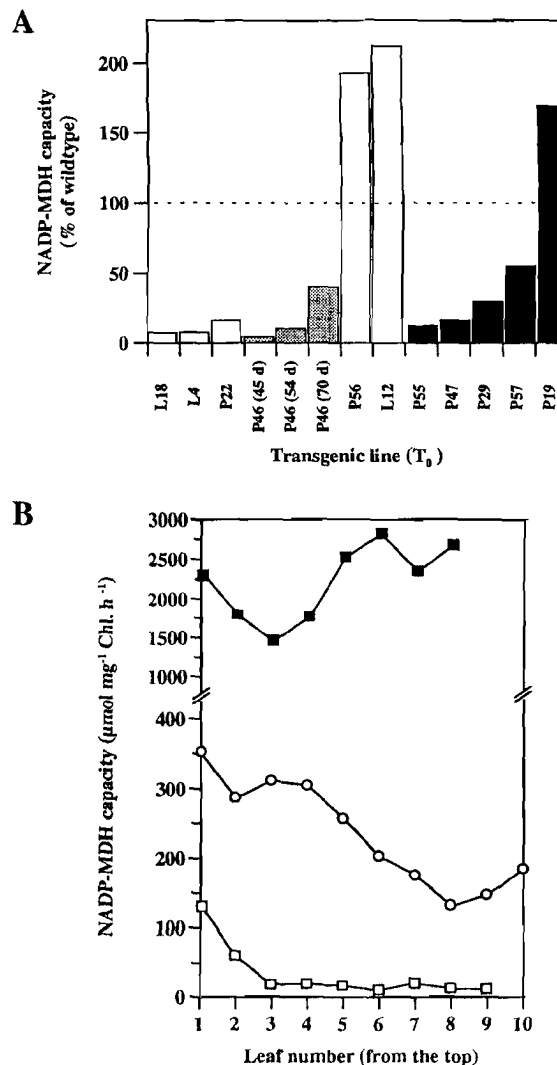 A
NADP-MDH capacity
(% of wildtype)
200
150
100
50
0
L18
L4
P22
P46 (45 d)
P46 (54 d)
P46 (70 d)
P56
L12
P55
P47
P29
P57
P19
Transgenic line (T₀)
B
NADP-MDH capacity (µmol mg⁻¹ Chl. h⁻¹)
3000
2500
2000
1500
1000
400
300
200
100
0
1 2 3 4 5 6 7 8 9 10
Leaf number (from the top)